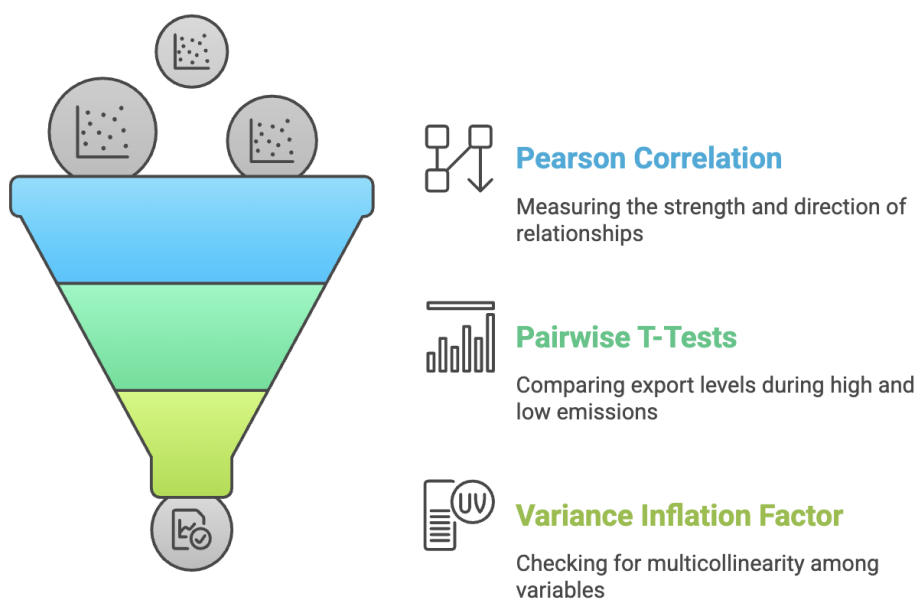 Pearson Correlation
Measuring the strength and direction of
relationships
Pairwise T-Tests
Comparing export levels during high and
low emissions
UV
Variance Inflation Factor
Checking for multicollinearity among
variables